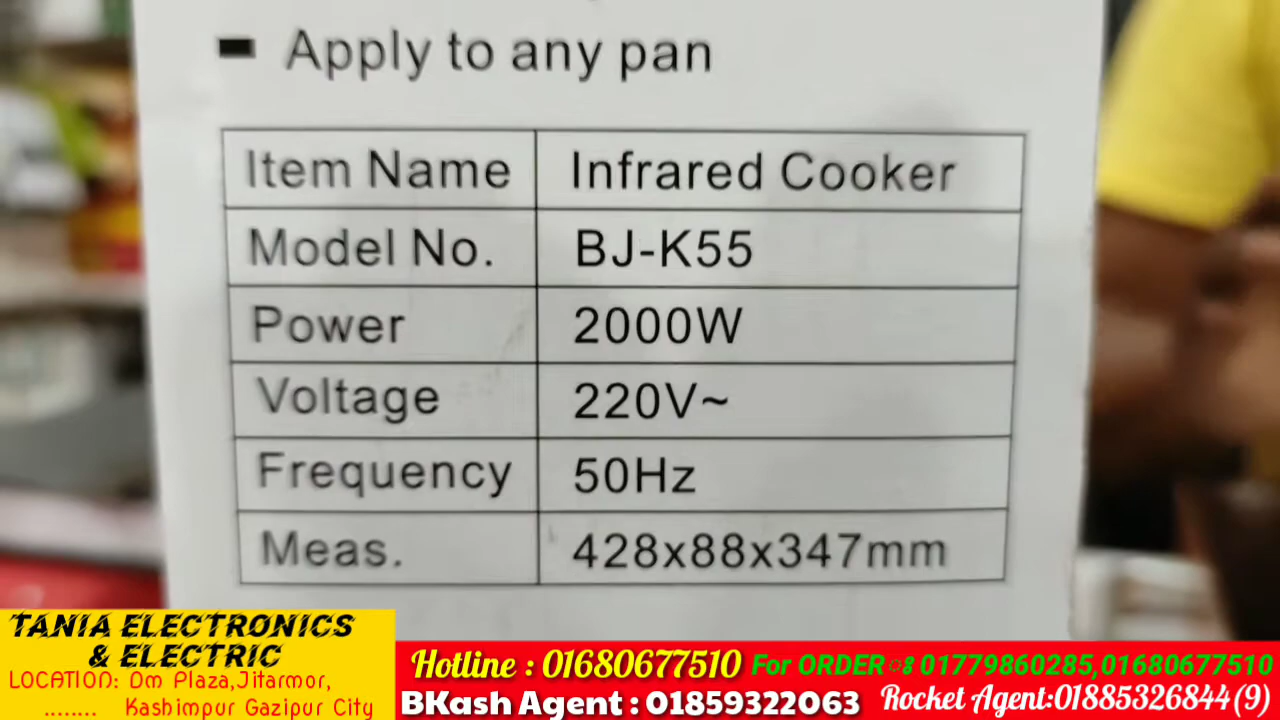 Apply to any pan
Item Name Infrared Cooker
Model No. BJ-K55
Power 2000W
Voltage 220V~
Frequency 50Hz
Meas. 428x88x347mm
TANIA ELECTRONICS
& ELECTRIC
LOCATION: Dm Plaza,Jitarmor,
........ Kashimpur Gazipur City
Hotline : 01680677510 For ORDER ঃ 01779860285,01680677510
BKash Agent : 01859322063 Rocket Agent:01885326844(9)